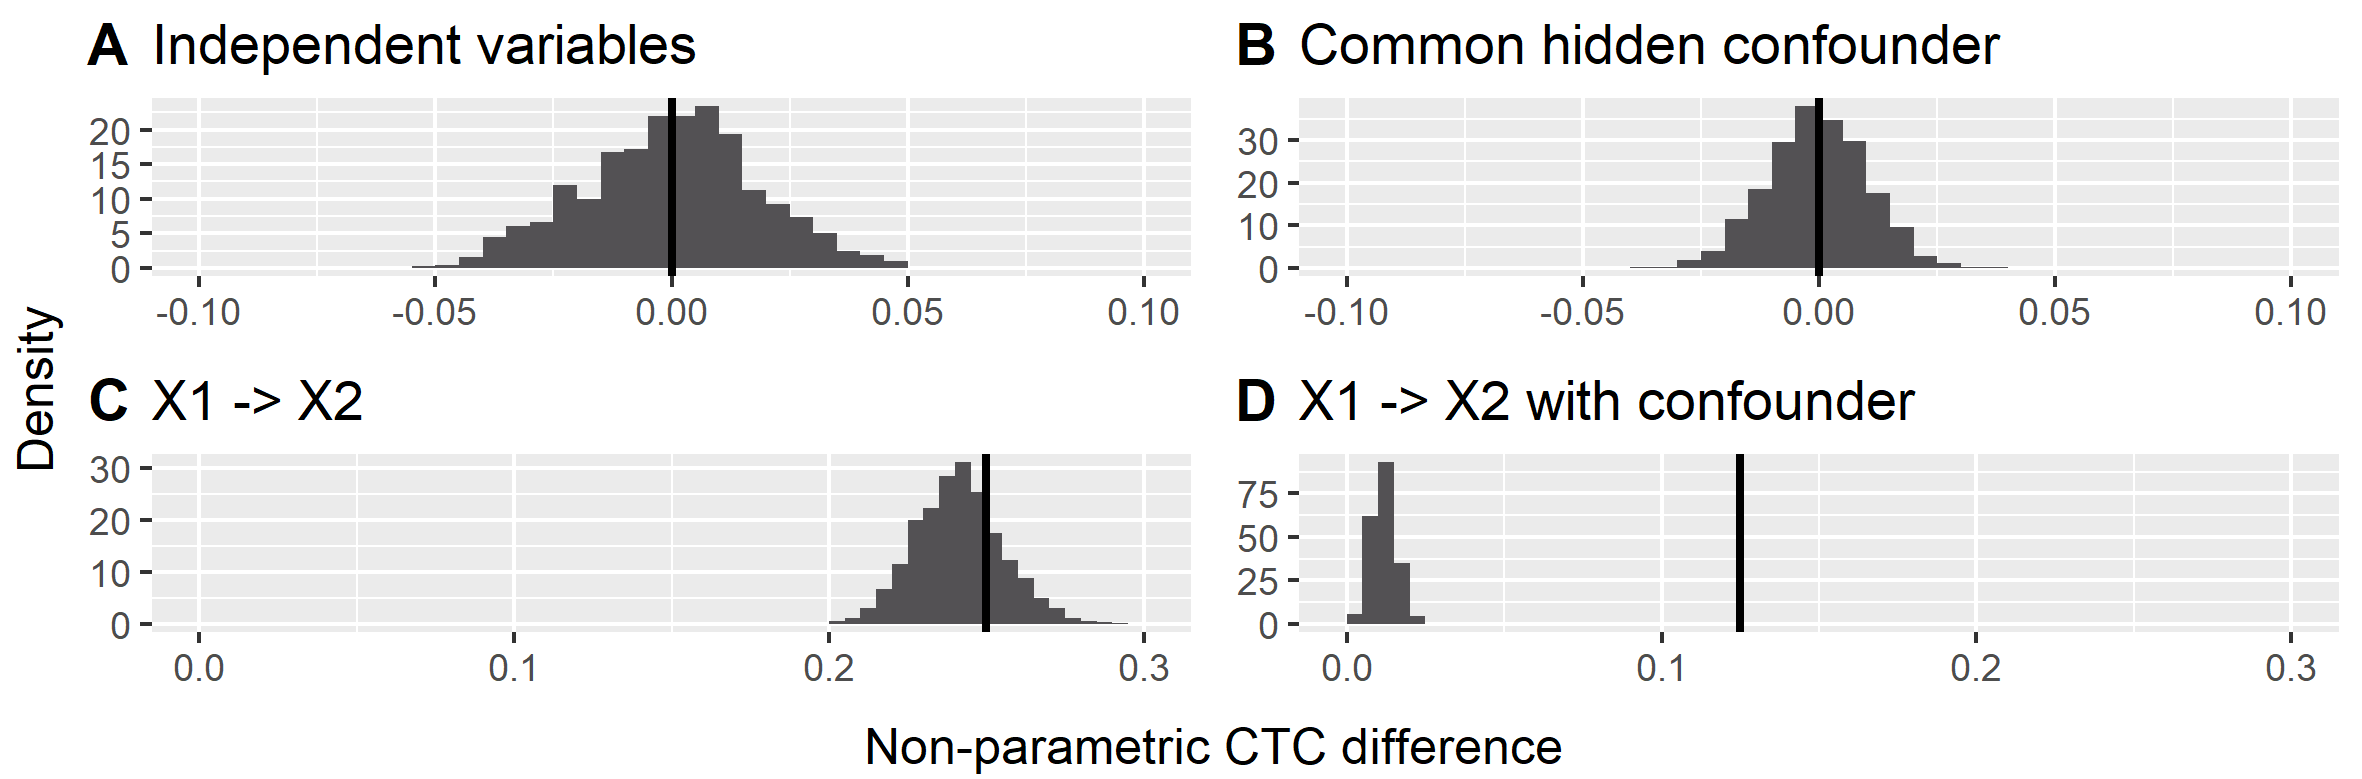 A Independent variables
20
15
10
5
0
-0.10 -0.05 0.00 0.05 0.10
B Common hidden confounder
30
20
10
0
-0.10 -0.05 0.00 0.05 0.10
Density
C X1 -> X2
30
20
10
0
0.0 0.1 0.2 0.3
D X1 -> X2 with confounder
75
50
25
0
0.0 0.1 0.2 0.3
Non-parametric CTC difference